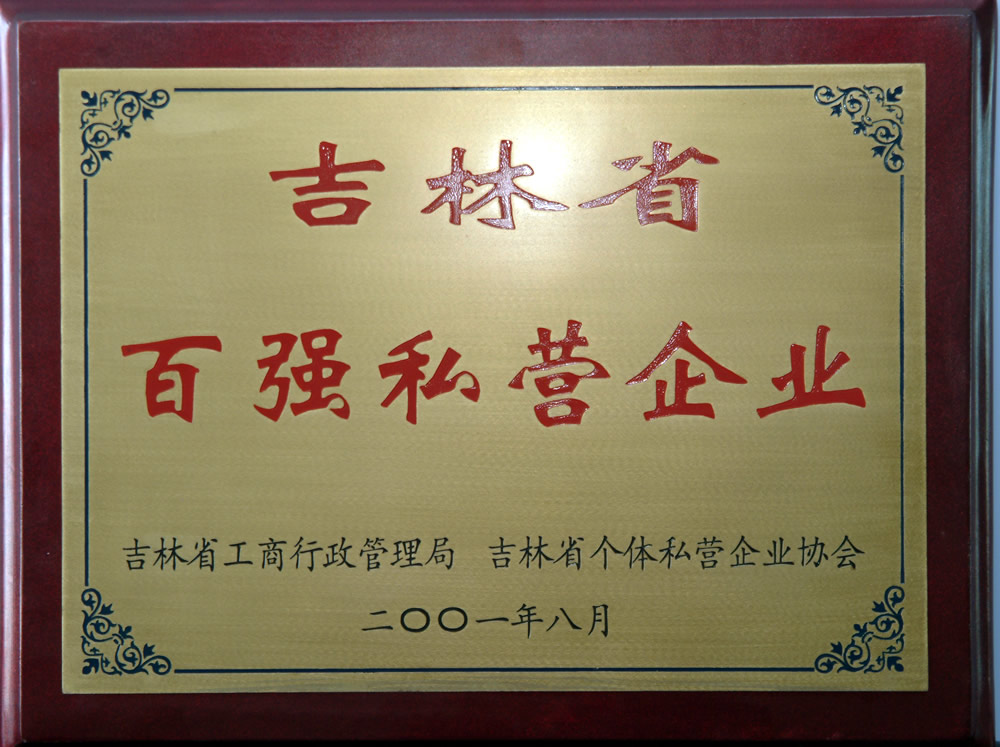 吉林省
百强私营企业
吉林省工商行政管理局 吉林省个体私营企业协会
二〇〇一年八月